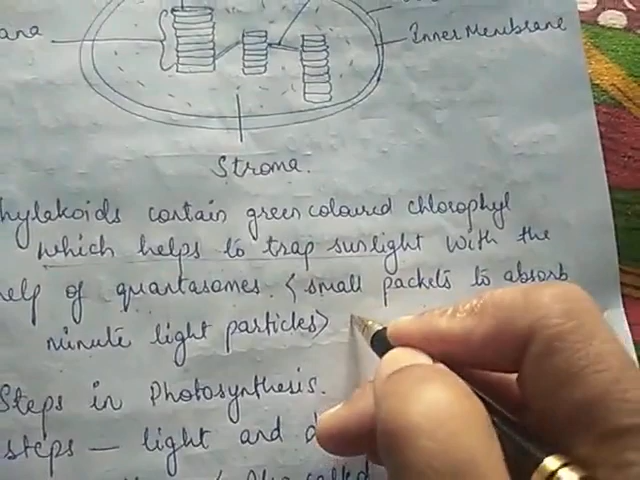 ana
Inner Membrane
Stroma.
hylakoids contain green coloured chlorophyl
which helps to trap sunlight with the
help of quantasomes. (small packets to absorb
minute light particles)
Steps in Photosynthesis.
steps – light and d
called